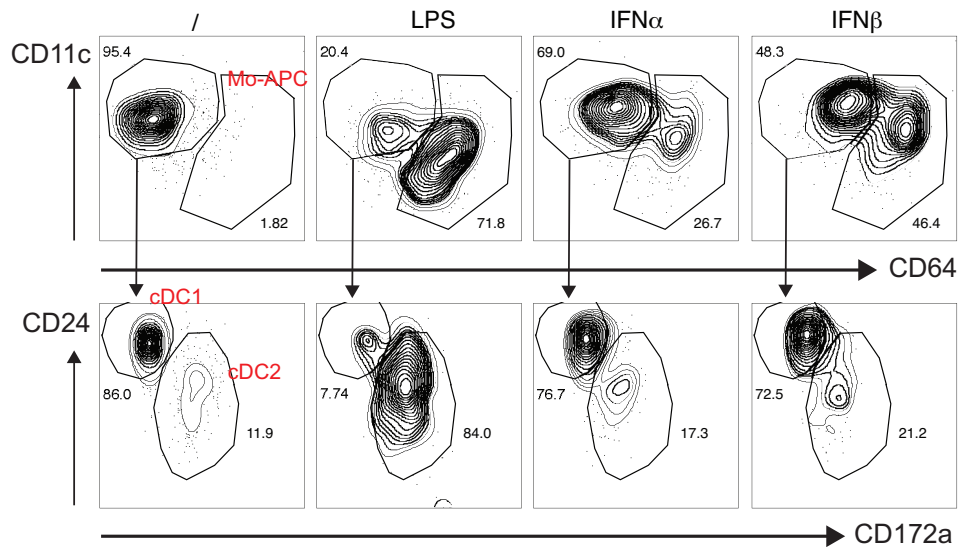 / LPS IFNα IFNβ
CD11c
95.4 20.4 69.0 48.3
Mo-APC
1.82 71.8 26.7 46.4
CD64
cDC1
CD24
cDC2
86.0 7.74 76.7 72.5
11.9 84.0 17.3 21.2
CD172a